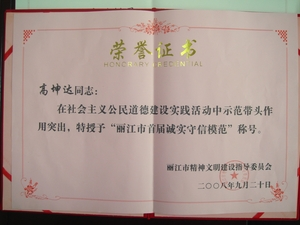 荣誉证书
HONORARY CREDENTIAL
高坤达同志：
在社会主义公民道德建设实践活动中示范带头作
用突出，特授予“丽江市首届诚实守信模范”称号。
丽江市精神文明建设指导委员会
二〇〇八年九月二十日